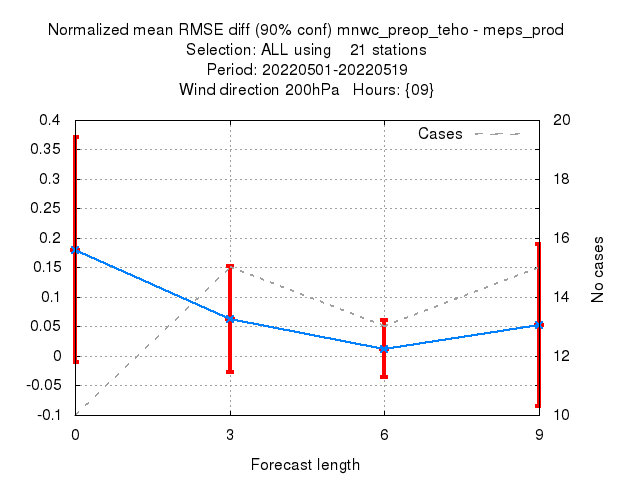 Normalized mean RMSE diff (90% conf) mnwc_preop_teho - meps_prod
Selection: ALL using 21 stations
Period: 20220501-20220519
Wind direction 200hPa Hours: {09}
Cases
0.4
0.35
0.3
0.25
0.2
0.15
0.1
0.05
0
-0.05
-0.1
20
18
16
14
12
10
No cases
0 3 6 9
Forecast length